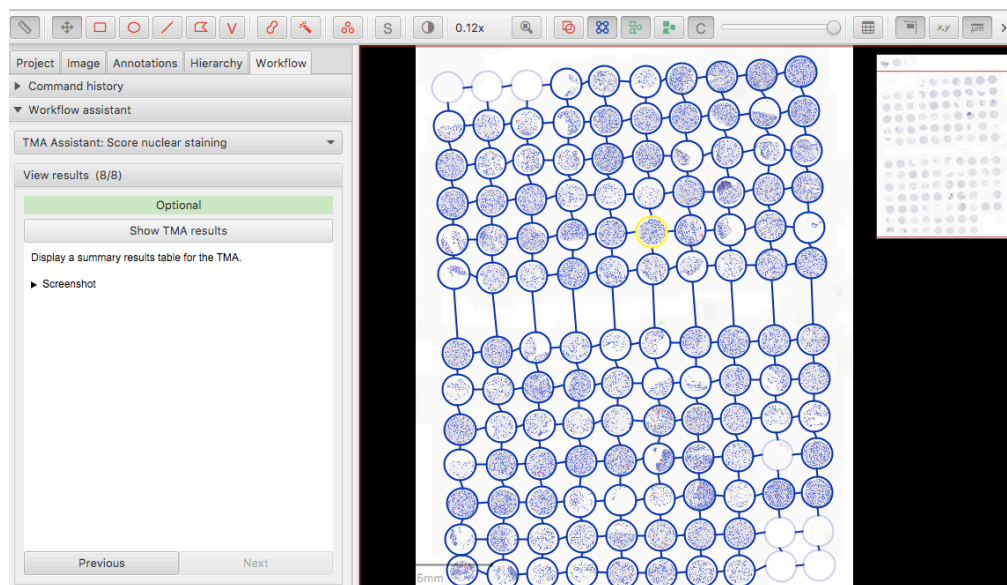 V
S
0.12x
C
x,y
µm
Project Image Annotations Hierarchy Workflow
Command history
Workflow assistant
TMA Assistant: Score nuclear staining
View results (8/8)
Optional
Show TMA results
Display a summary results table for the TMA.
Screenshot
Previous Next
5mm